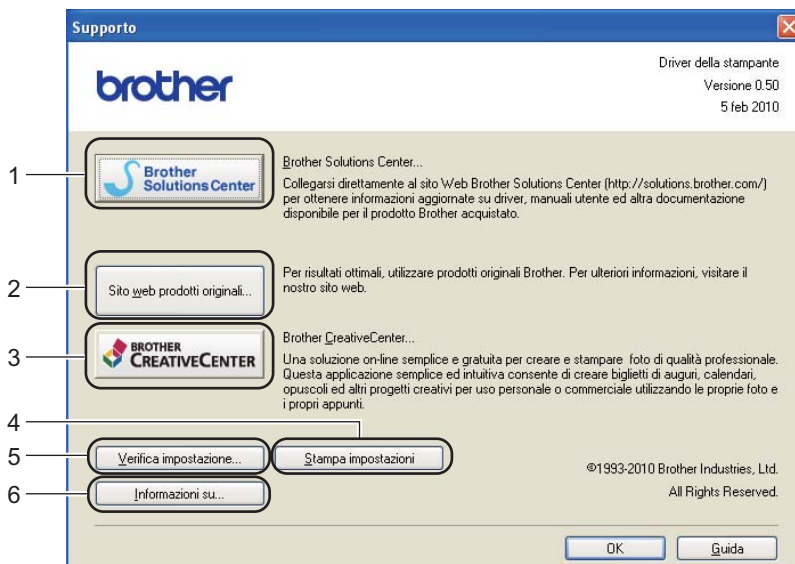 Supporto
brother
Driver della stampante
Versione 0.50
5 feb 2010
1
Brother
Solutions Center
Brother Solutions Center...
Collegarsi direttamente al sito Web Brother Solutions Center (http://solutions.brother.com/)
per ottenere informazioni aggiornate su driver, manuali utente ed altra documentazione
disponibile per il prodotto Brother acquistato.
2
Sito web prodotti originali...
Per risultati ottimali, utilizzare prodotti originali Brother. Per ulteriori informazioni, visitare il
nostro sito web.
3
BROTHER
CREATIVECENTER
Brother CreativeCenter...
Una soluzione on-line semplice e gratuita per creare e stampare foto di qualità professionale.
Questa applicazione semplice ed intuitiva consente di creare biglietti di auguri, calendari,
opuscoli ed altri progetti creativi per uso personale o commerciale utilizzando le proprie foto e
i propri appunti.
4
5
Verifica impostazione...
Stampa impostazioni
©1993-2010 Brother Industries, Ltd.
6
Informazioni su...
All Rights Reserved.
OK
Guida